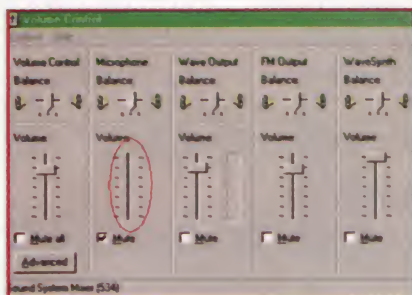 Volume Control
Volume Control Microphone Wave Output FM Output WaveSynth
Balance: Balance: Balance: Balance: Balance:
Volume: Volume: Volume: Volume: Volume:
Mute all Mute Mute Mute Mute
Advanced
ound System Mixer (534)